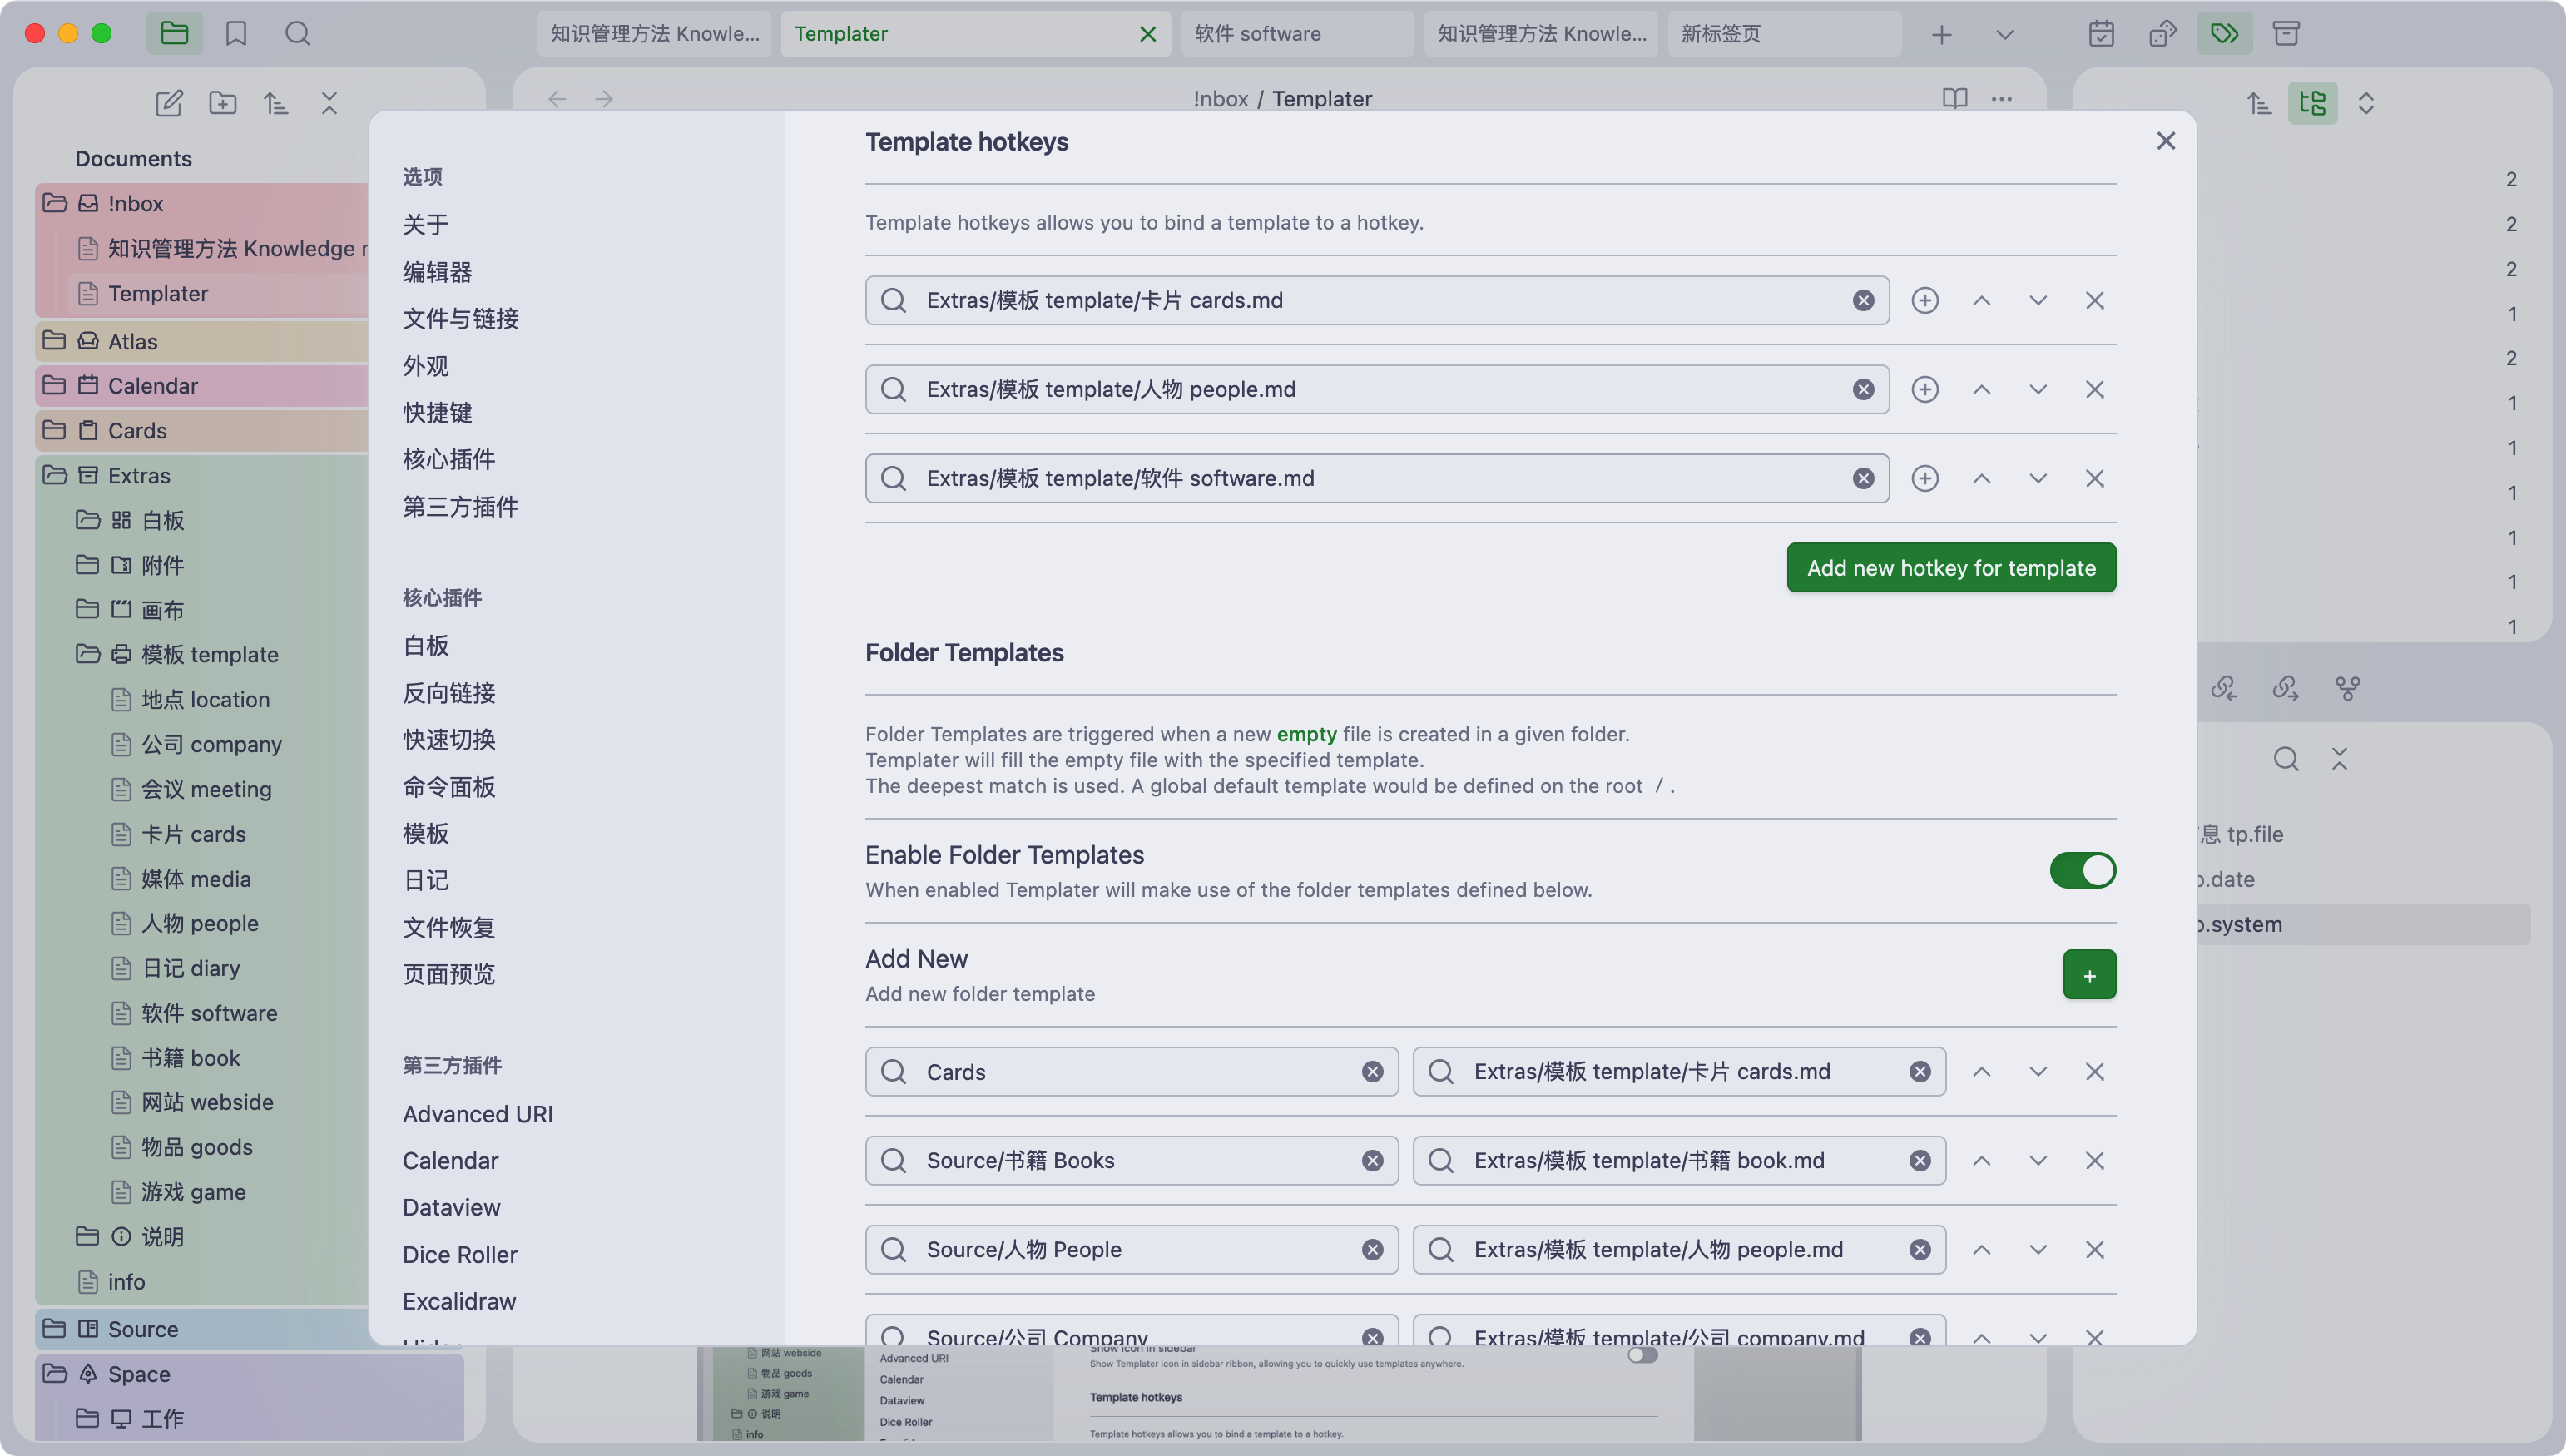 知识管理方法 Knowle...
Templater
软件 software
知识管理方法 Knowle...
新标签页
!nbox / Templater
Documents
!nbox
知识管理方法 Knowledge
Templater
Atlas
Calendar
Cards
Extras
白板
附件
画布
模板 template
地点 location
公司 company
会议 meeting
卡片 cards
媒体 media
人物 people
日记 diary
软件 software
书籍 book
网站 webside
物品 goods
游戏 game
说明
info
Source
Space
工作
选项
关于
编辑器
文件与链接
外观
快捷键
核心插件
第三方插件
核心插件
白板
反向链接
快速切换
命令面板
模板
日记
文件恢复
页面预览
第三方插件
Advanced URI
Calendar
Dataview
Dice Roller
Excalidraw
Template hotkeys
Template hotkeys allows you to bind a template to a hotkey.
Extras/模板 template/卡片 cards.md
Extras/模板 template/人物 people.md
Extras/模板 template/软件 software.md
Add new hotkey for template
Folder Templates
Folder Templates are triggered when a new empty file is created in a given folder.
Templater will fill the empty file with the specified template.
The deepest match is used. A global default template would be defined on the root / .
Enable Folder Templates
When enabled Templater will make use of the folder templates defined below.
Add New
Add new folder template
+
Cards
Extras/模板 template/卡片 cards.md
Source/书籍 Books
Extras/模板 template/书籍 book.md
Source/人物 People
Extras/模板 template/人物 people.md
Source/公司 Company
Extras/模板 template/公司 company.md
2
2
2
1
2
1
1
1
1
1
1
息 tp.file
.date
.system
网站 webside
物品 goods
游戏 game
说明
info
Advanced URI
Calendar
Dataview
Dice Roller
Show icon in sidebar
Show Templater icon in sidebar ribbon, allowing you to quickly use templates anywhere.
Template hotkeys
Template hotkeys allows you to bind a template to a hotkey.